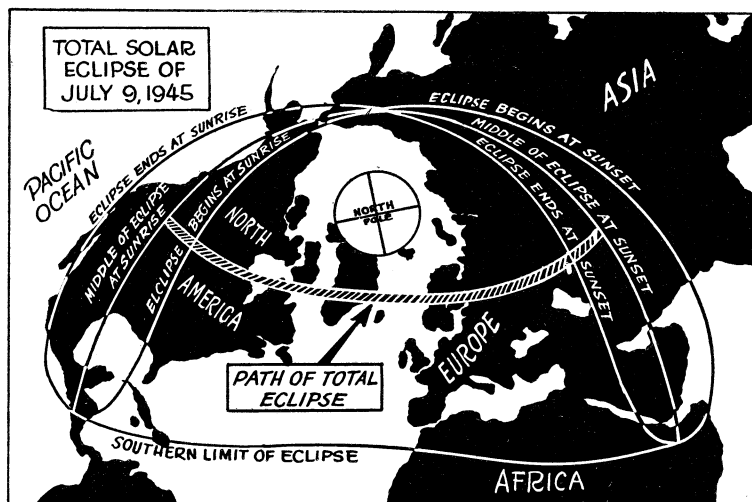 TOTAL SOLAR
ECLIPSE OF
JULY 9, 1945
ASIA
PACIFIC
OCEAN
ECLIPSE ENDS AT SUNRISE
MIDDLE OF ECLIPSE
AT SUNRISE
ELCLIPSE BEGINS AT SUNRISE
ECLIPSE BEGINS AT SUNSET
MIDDLE OF ECLIPSE AT SUNSET
ECLIPSE ENDS AT SUNSET
NORTH
POLE
NORTH
AMERICA
EUROPE
PATH OF TOTAL
ECLIPSE
SOUTHERN LIMIT OF ECLIPSE
AFRICA